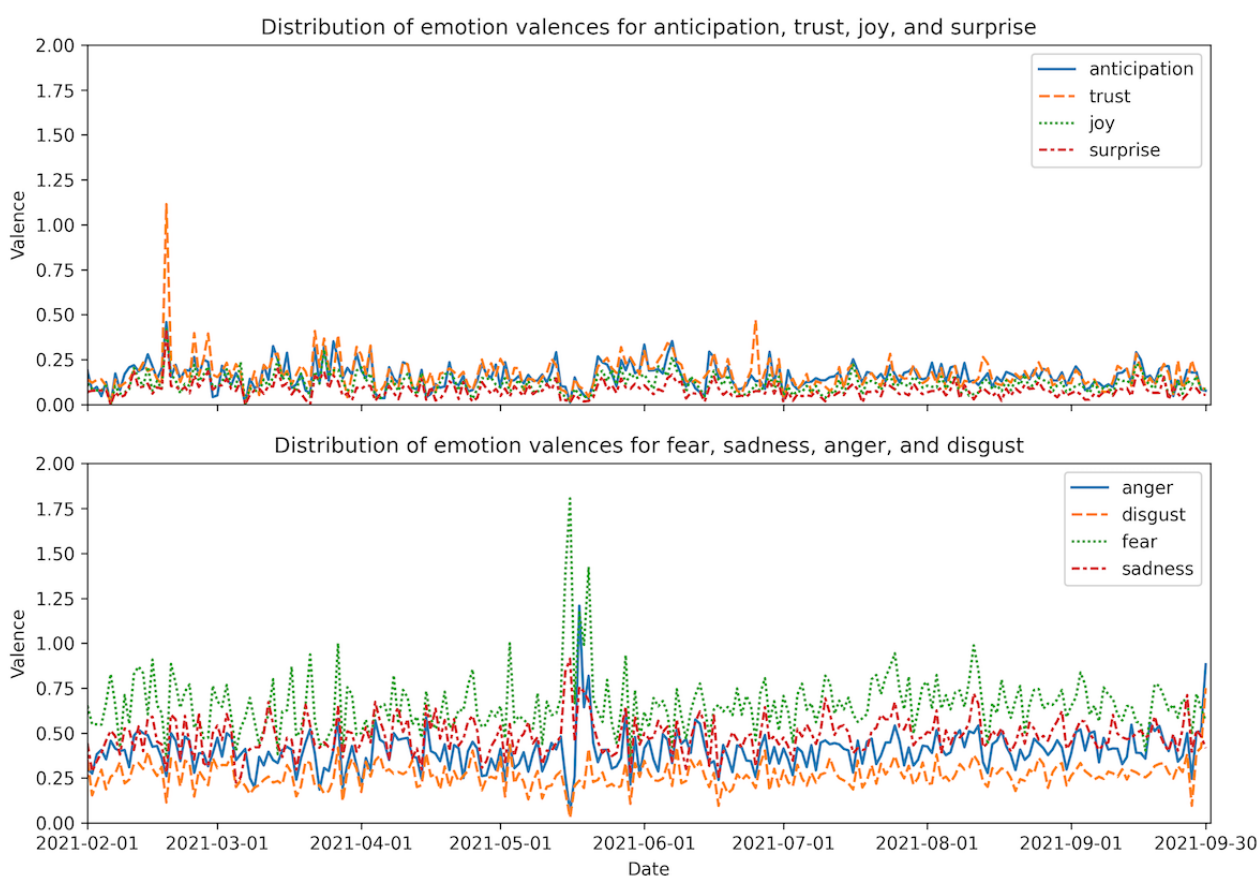 Distribution of emotion valences for anticipation, trust, joy, and surprise
2.00
1.75
1.50
1.25
1.00
0.75
0.50
0.25
0.00
Valence
anticipation
trust
joy
surprise
Distribution of emotion valences for fear, sadness, anger, and disgust
2.00
1.75
1.50
1.25
1.00
0.75
0.50
0.25
0.00
Valence
anger
disgust
fear
sadness
2021-02-01 2021-03-01 2021-04-01 2021-05-01 2021-06-01 2021-07-01 2021-08-01 2021-09-01 2021-09-30
Date